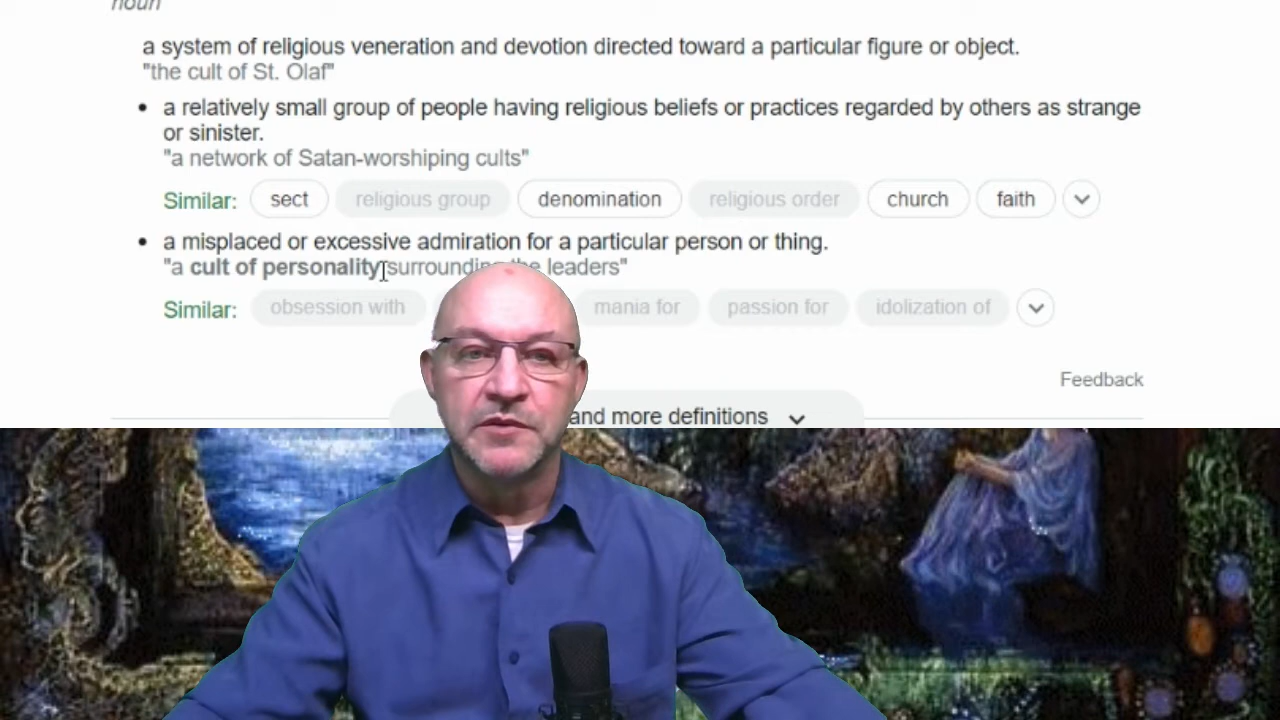 noun
a system of religious veneration and devotion directed toward a particular figure or object.
"the cult of St. Olaf"
• a relatively small group of people having religious beliefs or practices regarded by others as strange
or sinister.
"a network of Satan-worshiping cults"
Similar: sect religious group denomination religious order church faith
• a misplaced or excessive admiration for a particular person or thing.
"a cult of personality surrounding the leaders"
Similar: obsession with mania for passion for idolization of
Feedback
and more definitions